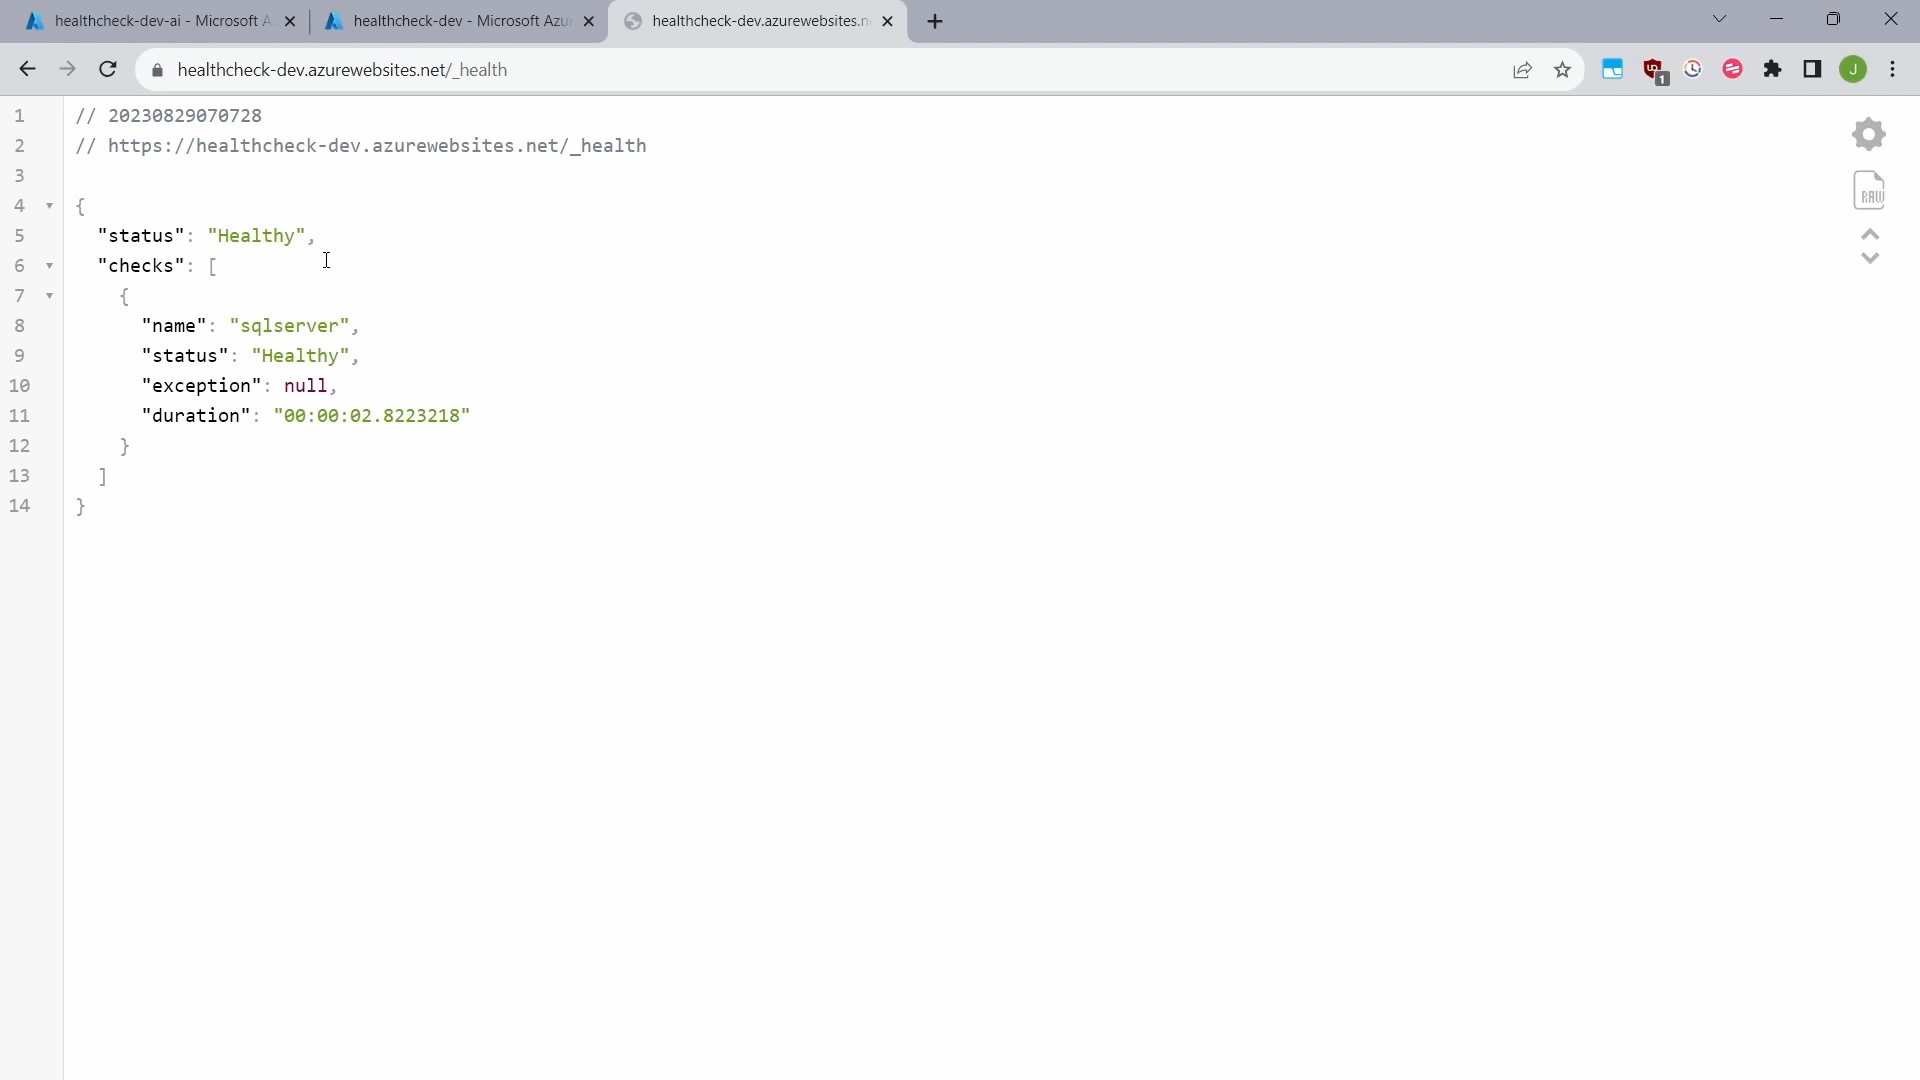 healthcheck-dev-ai - Microsoft A
healthcheck-dev - Microsoft Azu
healthcheck-dev.azurewebsites.n
healthcheck-dev.azurewebsites.net/_health
1
J
1 // 20230829070728
2 // https://healthcheck-dev.azurewebsites.net/_health
3
4 {
5 "status": "Healthy",
6 "checks": [
7 {
8 "name": "sqlserver",
9 "status": "Healthy",
10 "exception": null,
11 "duration": "00:00:02.8223218"
12 }
13 ]
14 }
RAW